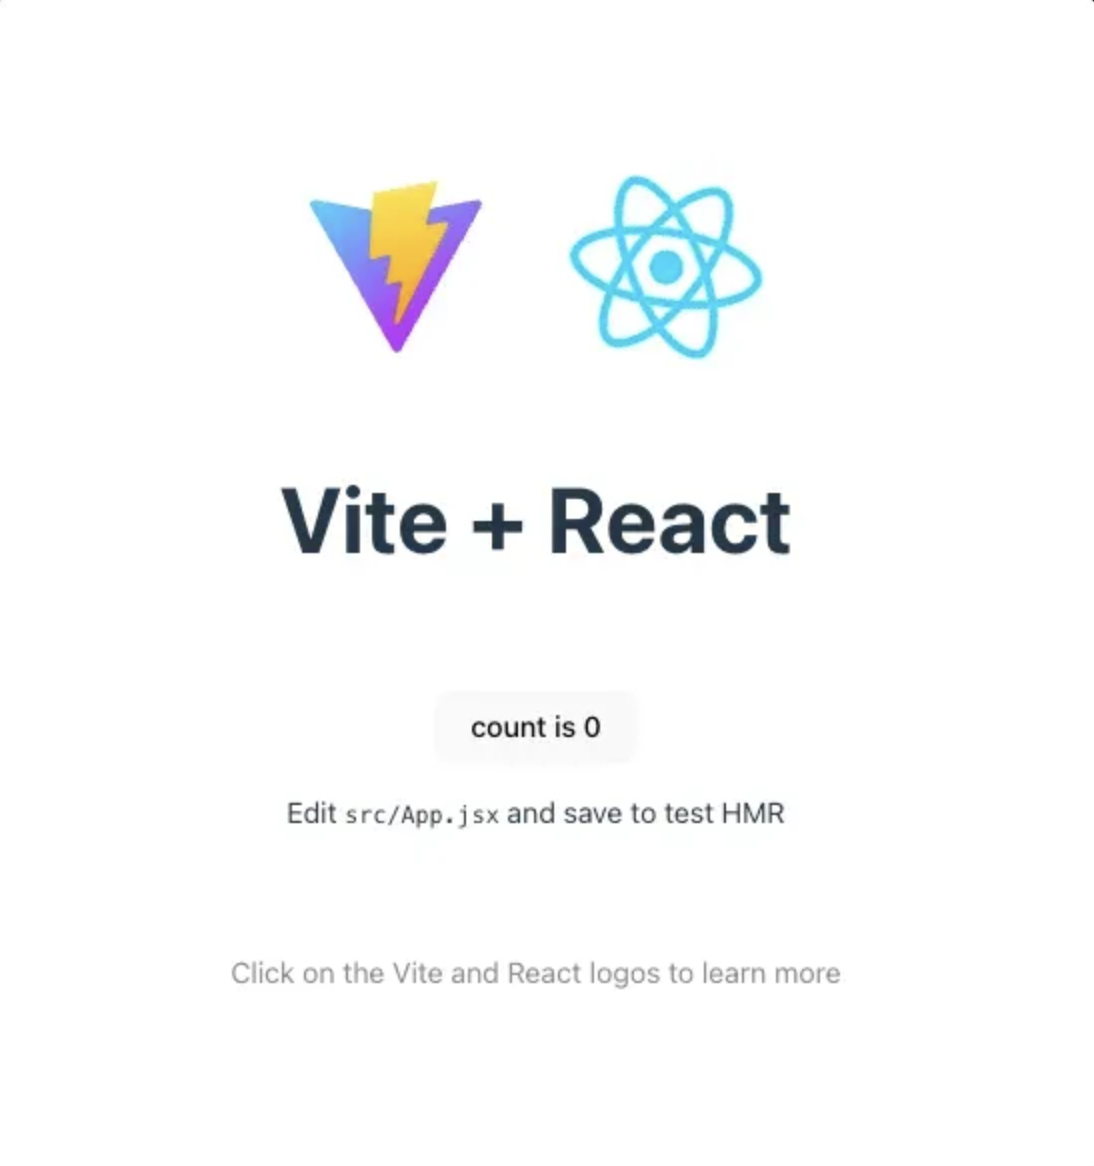 Vite + React
count is 0
Edit src/App.jsx and save to test HMR
Click on the Vite and React logos to learn more